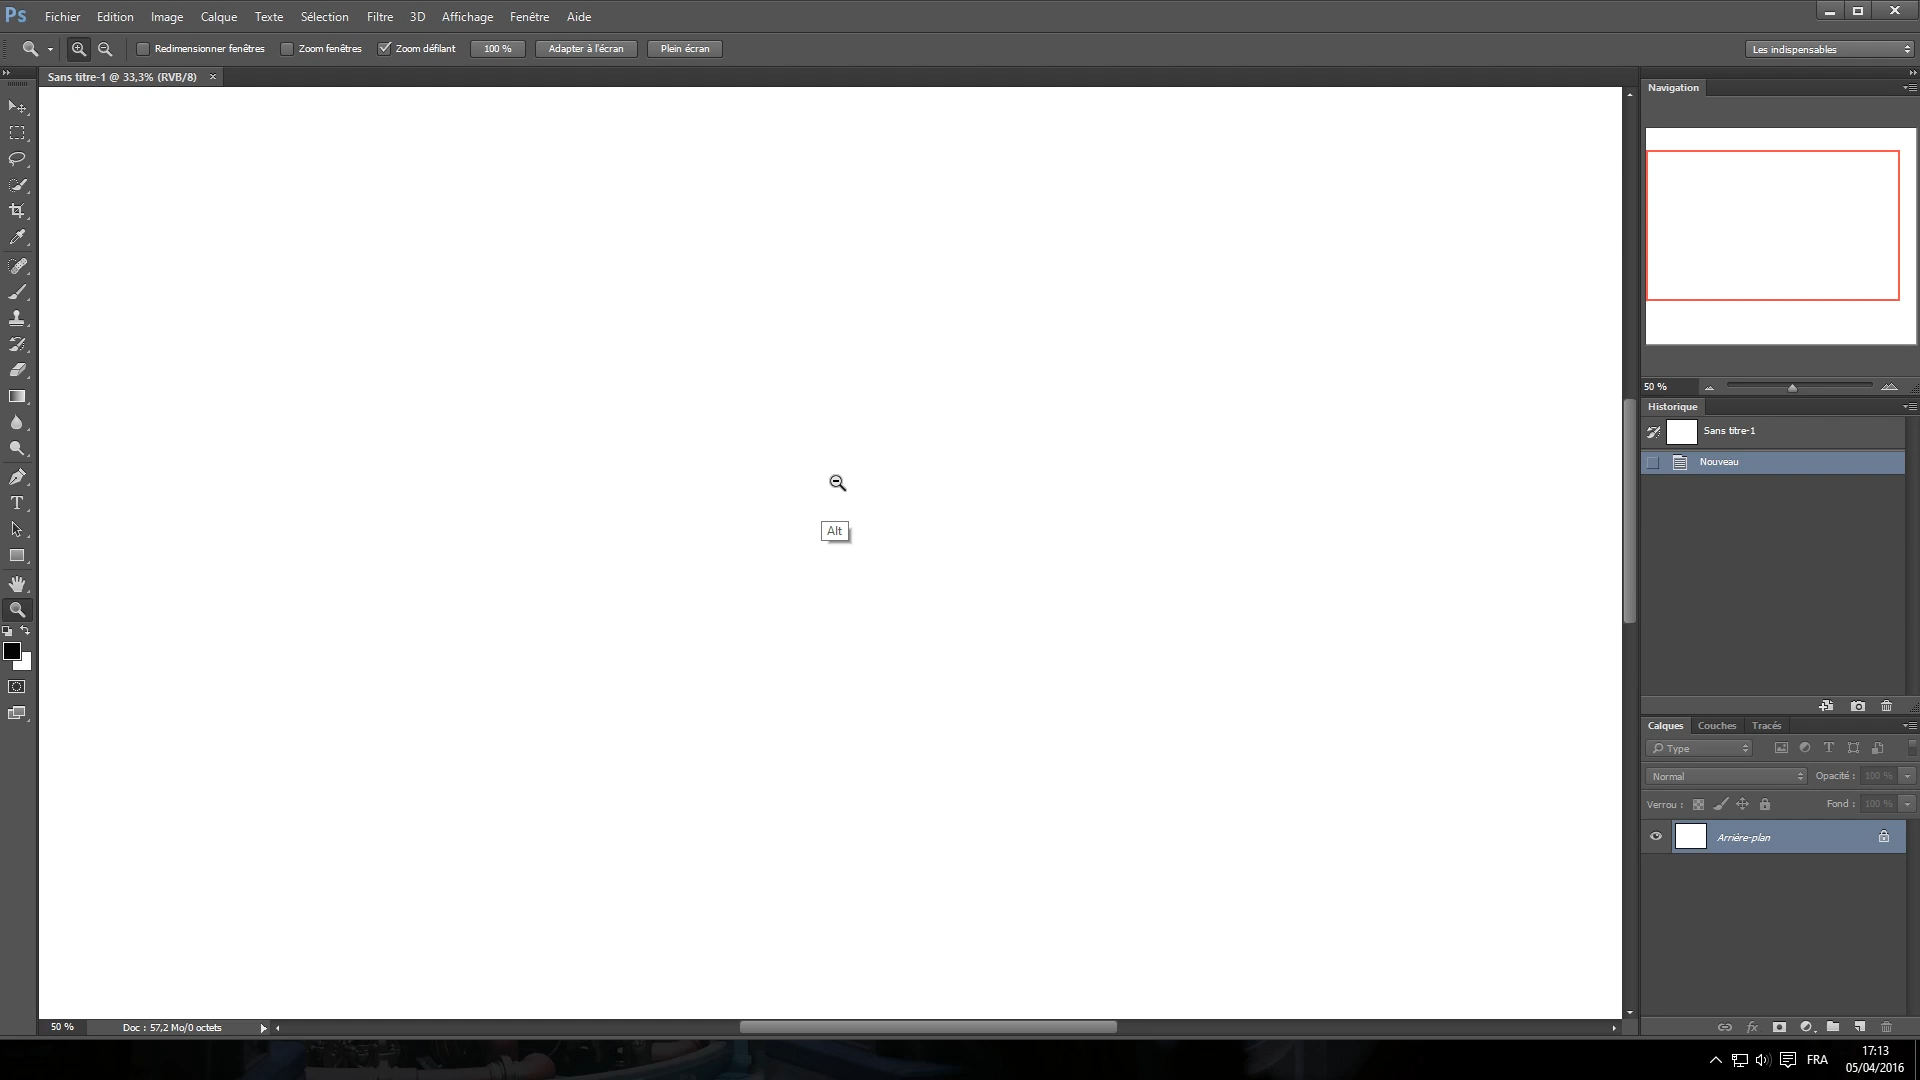 Ps Fichier Edition Image Calque Texte Sélection Filtre 3D Affichage Fenêtre Aide
Redimensionner fenêtres Zoom fenêtres Zoom défilant 100 % Adapter à l'écran Plein écran Les indispensables
Sans titre-1 @ 33,3% (RVB/8) ×
Navigation
50 %
Historique
Sans titre-1
Nouveau
Alt
Calques Couches Tracés
Type
Normal Opacité : 100 %
Verrou : Fond : 100 %
Arrière-plan
50 % Doc : 57,2 Mo/0 octets
fx
FRA
17:13
05/04/2016